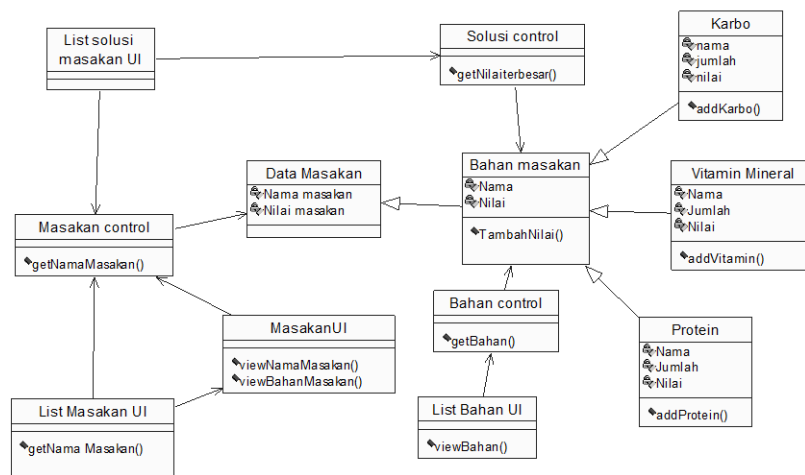 List solusi
masakan UI
Solusi control
getNilaiterbesar()
Karbo
nama
jumlah
nilai
addKarbo()
Data Masakan
Nama masakan
Nilai masakan
Bahan masakan
Nama
Nilai
TambahNilai()
Vitamin Mineral
Nama
Jumlah
Nilai
addVitamin()
Masakan control
getNamaMasakan()
Bahan control
getBahan()
MasakanUI
viewNamaMasakan()
viewBahanMasakan()
Protein
Nama
Jumlah
Nilai
addProtein()
List Masakan UI
getNama Masakan()
List Bahan UI
viewBahan()